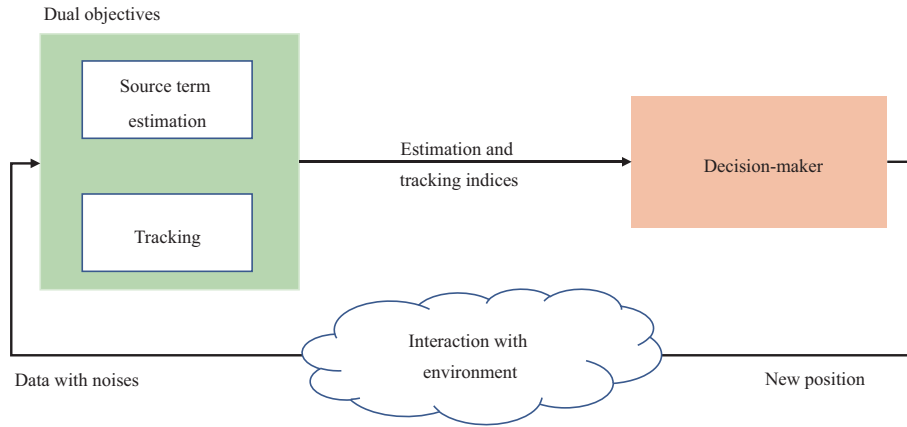 Dual objectives
Source term
estimation
Tracking
Estimation and
tracking indices
Decision-maker
Interaction with
environment
Data with noises
New position